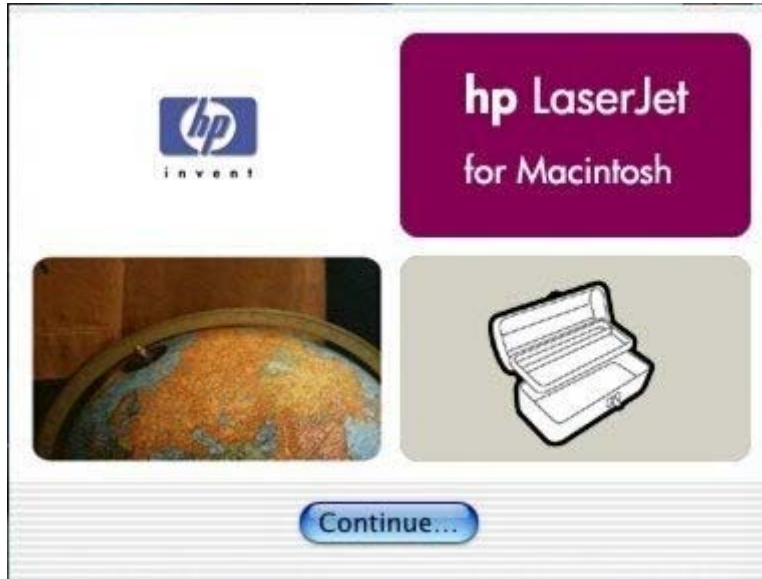 hp
invent
hp LaserJet
for Macintosh
Continue...